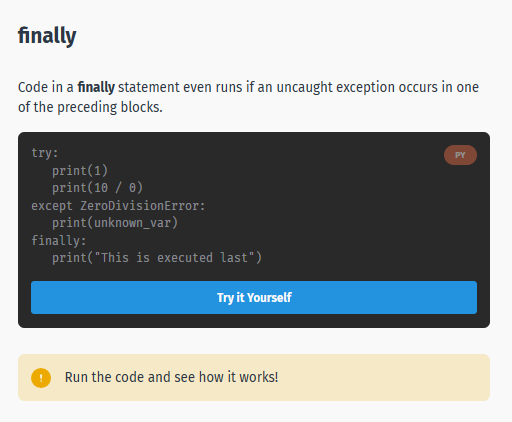 finally
Code in a finally statement even runs if an uncaught exception occurs in one
of the preceding blocks.
PY
try:
   print(1)
   print(10 / 0)
except ZeroDivisionError:
   print(unknown_var)
finally:
   print("This is executed last")
Try it Yourself
! Run the code and see how it works!